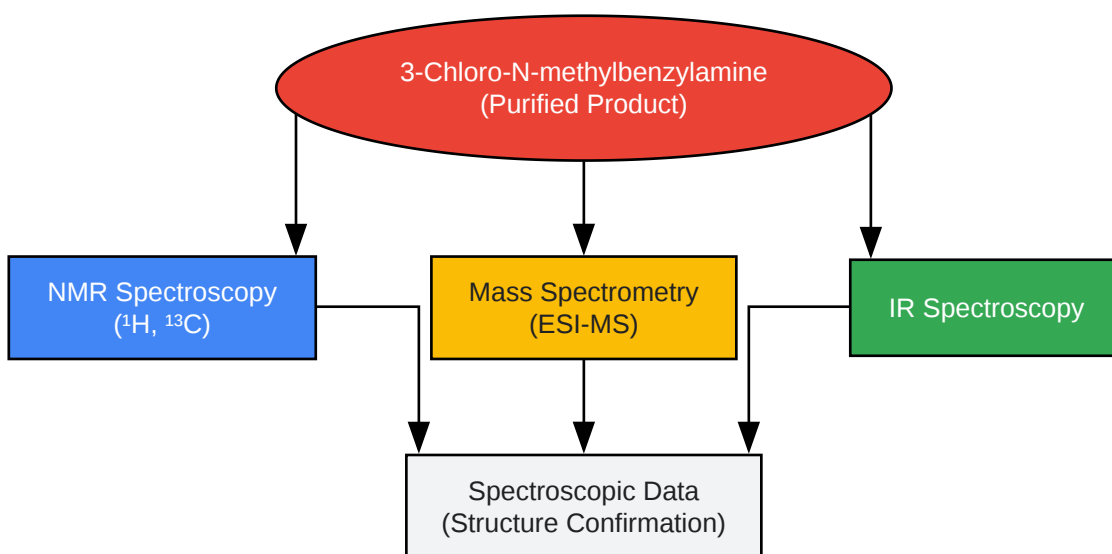 3-Chloro-N-methylbenzylamine
(Purified Product)
NMR Spectroscopy
(¹H, ¹³C)
Mass Spectrometry
(ESI-MS)
IR Spectroscopy
Spectroscopic Data
(Structure Confirmation)